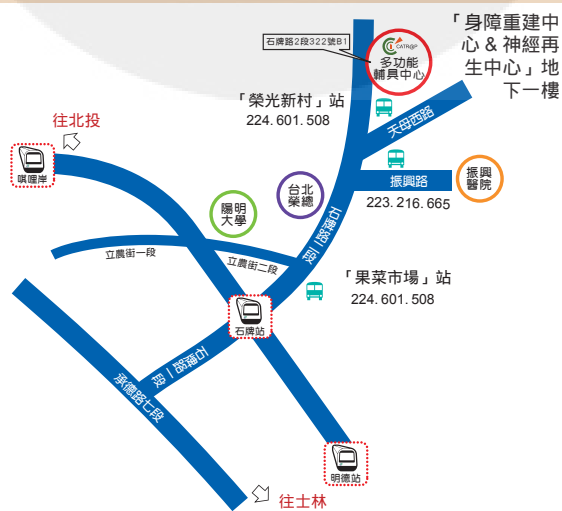 「身障重建中
心 & 神經再
生中心」地
下一樓
石牌路2段322號B1
CATR@P
多功能
輔具中心
「榮光新村」站
224.601.508
天母西路
往北投
唭哩岸
振興路
振興
醫院
223.216.665
台北
榮總
陽明
大學
石牌路二段
立農街一段
立農街二段
「果菜市場」站
224.601.508
石牌站
石牌路一段
承德路七段
明德站
往士林